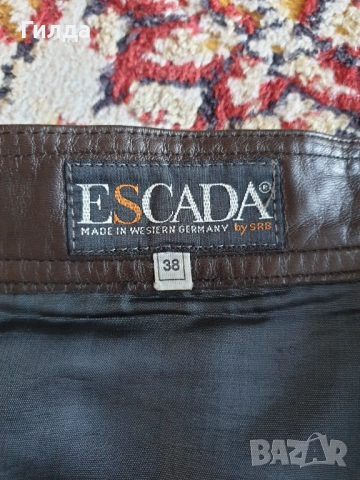 Гилда
ESCADA®
MADE IN WESTERN GERMANY by SRB
38
BAZAR